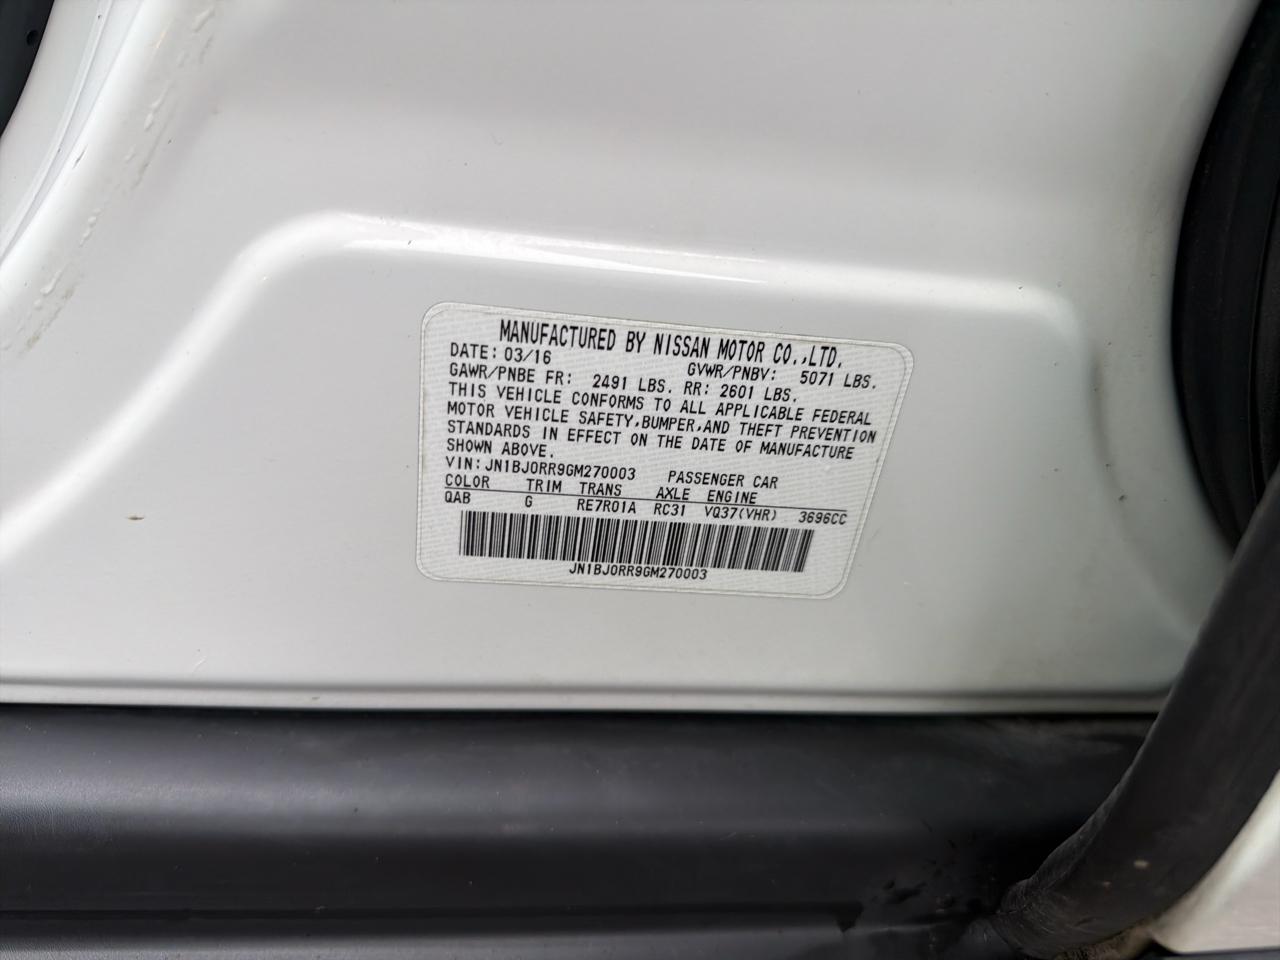 MANUFACTURED BY NISSAN MOTOR CO.,LTD.
DATE: 03/16 GVWR/PNBV: 5071 LBS.
GAWR/PNBE FR: 2491 LBS. RR: 2601 LBS.
THIS VEHICLE CONFORMS TO ALL APPLICABLE FEDERAL
MOTOR VEHICLE SAFETY,BUMPER,AND THEFT PREVENTION
STANDARDS IN EFFECT ON THE DATE OF MANUFACTURE
SHOWN ABOVE.
VIN:JN1BJ0RR9GM270003 PASSENGER CAR
COLOR TRIM TRANS AXLE ENGINE
QAB G RE7R01A RC31 VQ37(VHR) 3696CC
JN1BJ0RR9GM270003